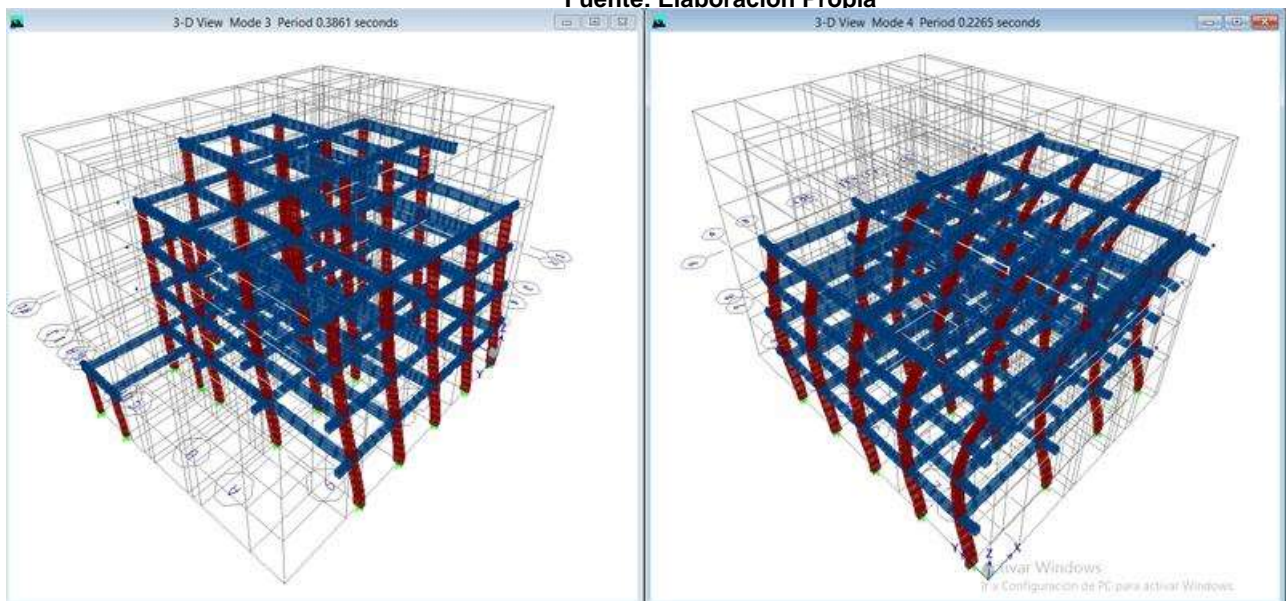 Fuente: Elaboración Propia
3-D View Mode 3 Period 0.3861 seconds
3-D View Mode 4 Period 0.2265 seconds
Y
Z
X
Y
Activar Windows
Ir a Configuración de PC para activar Windows.